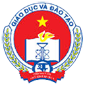 GIÁO DỤC VÀ ĐÀO TẠO